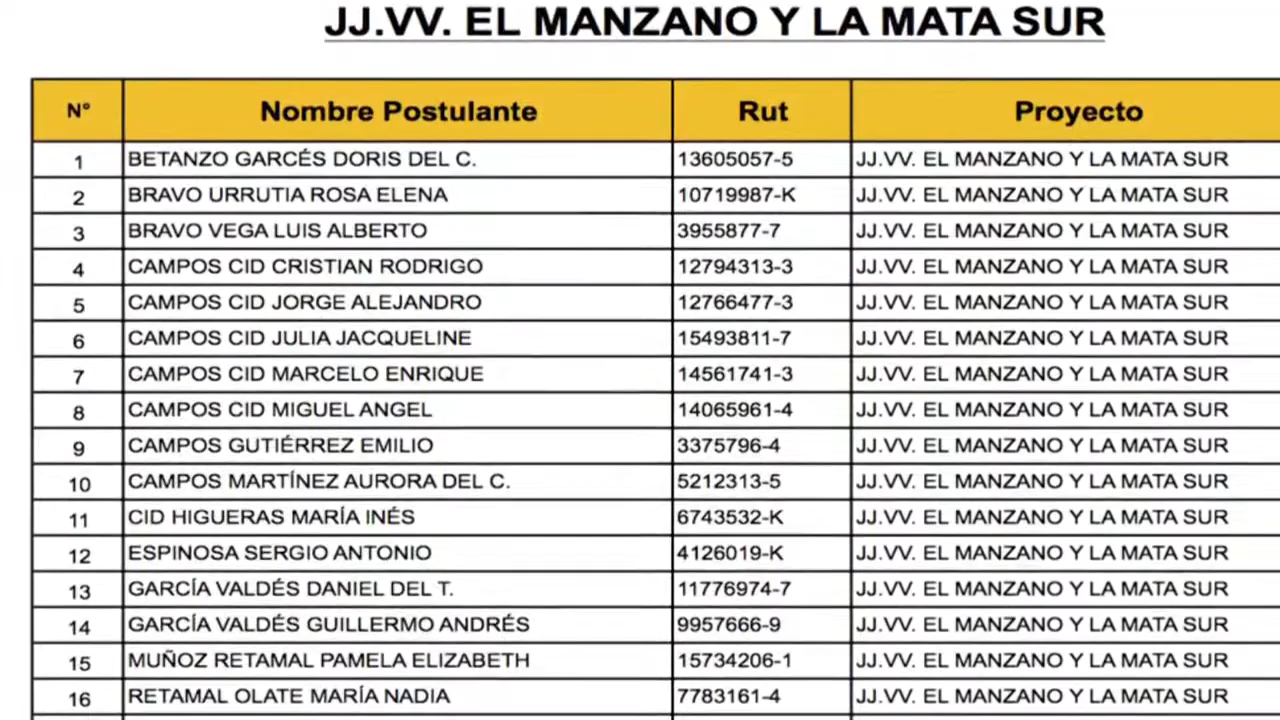 JJ.VV. EL MANZANO Y LA MATA SUR
N° Nombre Postulante Rut Proyecto
1 BETANZO GARCÉS DORIS DEL C. 13605057-5 JJ.VV. EL MANZANO Y LA MATA SUR
2 BRAVO URRUTIA ROSA ELENA 10719987-K JJ.VV. EL MANZANO Y LA MATA SUR
3 BRAVO VEGA LUIS ALBERTO 3955877-7 JJ.VV. EL MANZANO Y LA MATA SUR
4 CAMPOS CID CRISTIAN RODRIGO 12794313-3 JJ.VV. EL MANZANO Y LA MATA SUR
5 CAMPOS CID JORGE ALEJANDRO 12766477-3 JJ.VV. EL MANZANO Y LA MATA SUR
6 CAMPOS CID JULIA JACQUELINE 15493811-7 JJ.VV. EL MANZANO Y LA MATA SUR
7 CAMPOS CID MARCELO ENRIQUE 14561741-3 JJ.VV. EL MANZANO Y LA MATA SUR
8 CAMPOS CID MIGUEL ANGEL 14065961-4 JJ.VV. EL MANZANO Y LA MATA SUR
9 CAMPOS GUTIÉRREZ EMILIO 3375796-4 JJ.VV. EL MANZANO Y LA MATA SUR
10 CAMPOS MARTÍNEZ AURORA DEL C. 5212313-5 JJ.VV. EL MANZANO Y LA MATA SUR
11 CID HIGUERAS MARÍA INÉS 6743532-K JJ.VV. EL MANZANO Y LA MATA SUR
12 ESPINOSA SERGIO ANTONIO 4126019-K JJ.VV. EL MANZANO Y LA MATA SUR
13 GARCÍA VALDÉS DANIEL DEL T. 11776974-7 JJ.VV. EL MANZANO Y LA MATA SUR
14 GARCÍA VALDÉS GUILLERMO ANDRÉS 9957666-9 JJ.VV. EL MANZANO Y LA MATA SUR
15 MUÑOZ RETAMAL PAMELA ELIZABETH 15734206-1 JJ.VV. EL MANZANO Y LA MATA SUR
16 RETAMAL OLATE MARÍA NADIA 7783161-4 JJ.VV. EL MANZANO Y LA MATA SUR